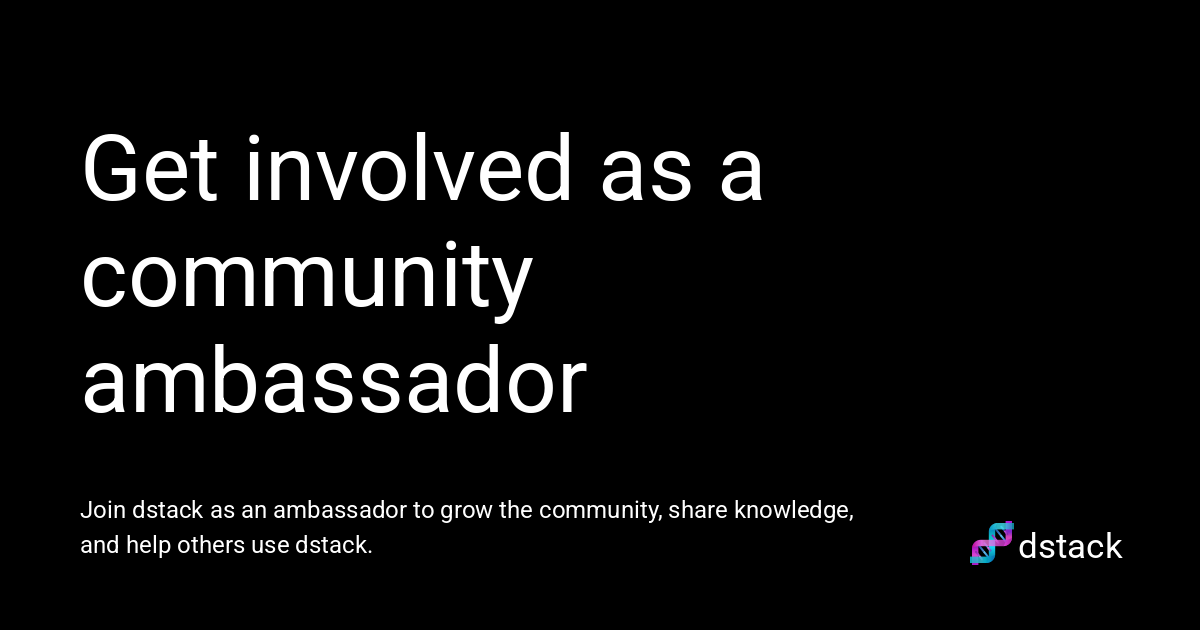 Get involved as a
community
ambassador
Join dstack as an ambassador to grow the community, share knowledge,
and help others use dstack.
dstack